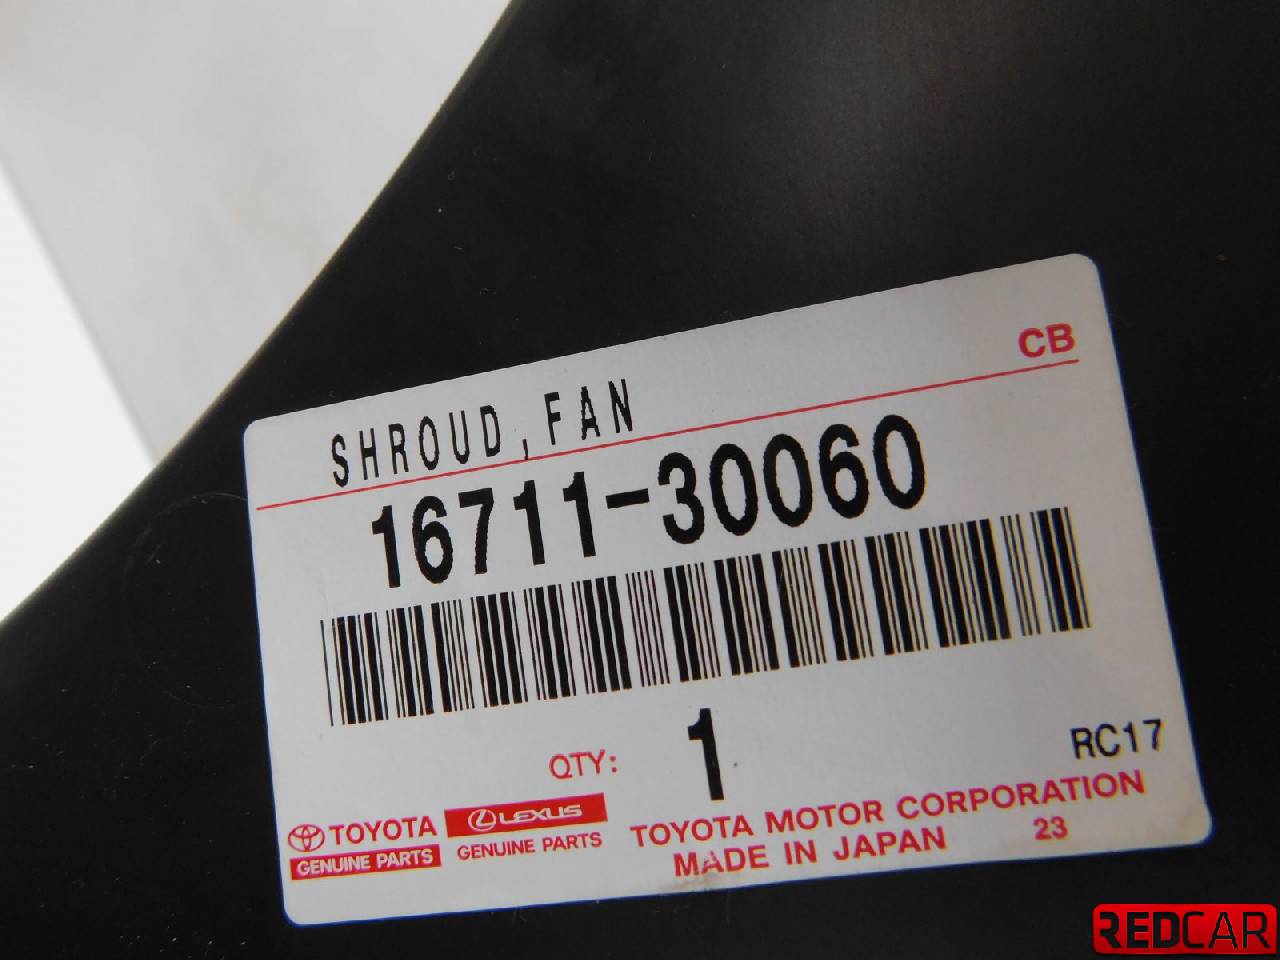 CB
SHROUD, FAN
16711-30060
QTY: 1
RC17
TOYOTA
GENUINE PARTS
LEXUS
GENUINE PARTS
TOYOTA MOTOR CORPORATION
MADE IN JAPAN 23
REDCAR